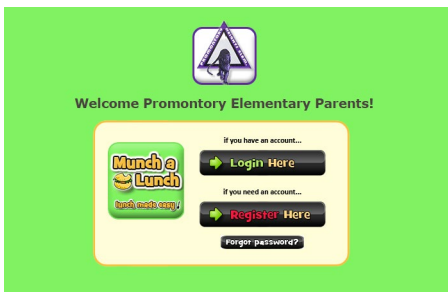 Welcome Promontory Elementary Parents!
if you have an account...
Munch a
Lunch
lunch made easy!
Login Here
if you need an account...
Register Here
Forgot password?